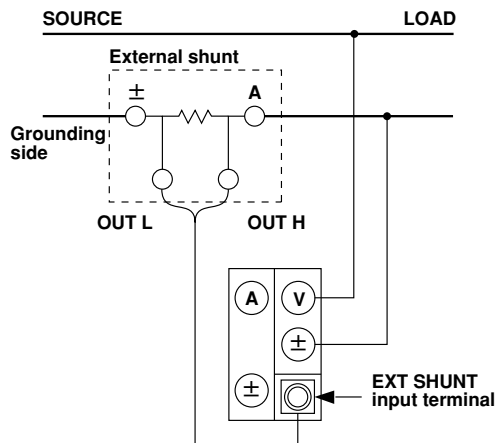 SOURCE LOAD
External shunt
± A
Grounding
side
OUT L OUT H
A V
±
±
EXT SHUNT
input terminal